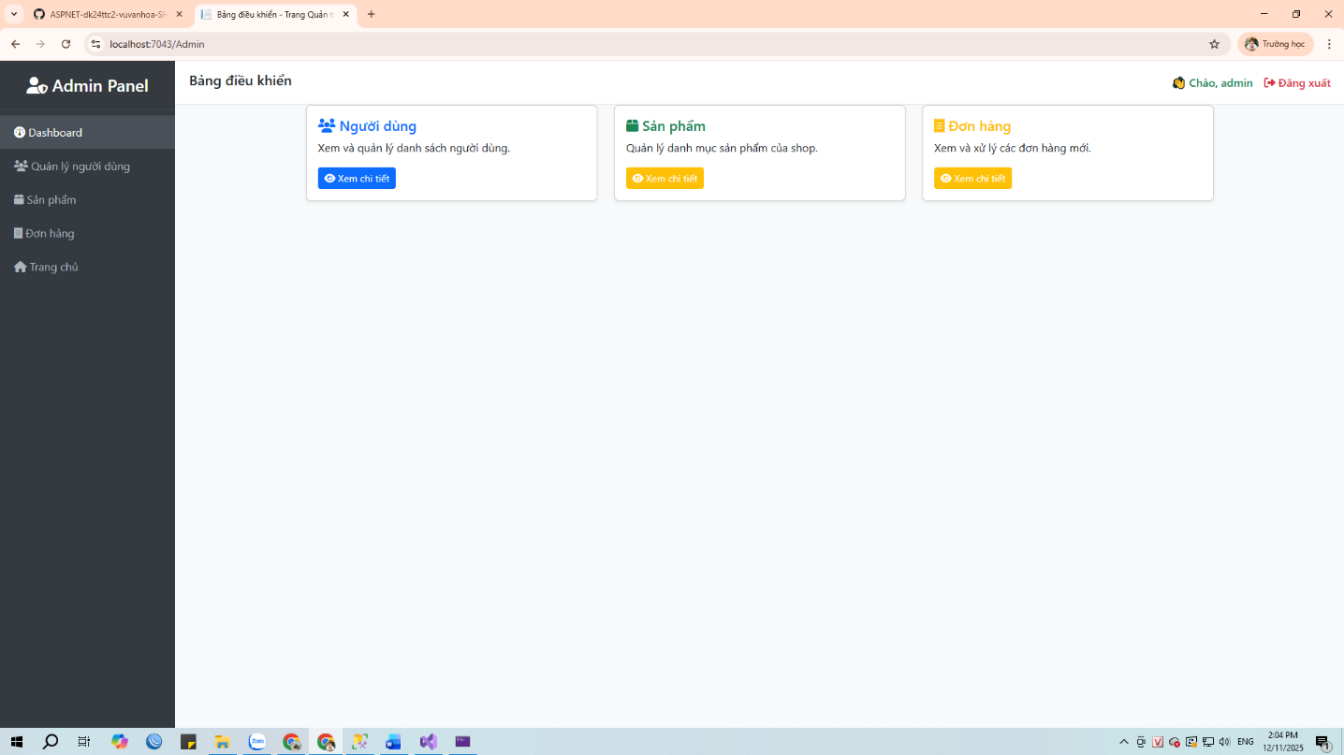 ASPNET-dk24ttc2-vuvanhoa-SH
Bảng điều khiển - Trang Quản t
localhost:7043/Admin
Trường học
Admin Panel
Bảng điều khiển
Chào, admin
Đăng xuất
Dashboard
Quản lý người dùng
Sản phẩm
Đơn hàng
Trang chủ
Người dùng
Xem và quản lý danh sách người dùng.
Xem chi tiết
Sản phẩm
Quản lý danh mục sản phẩm của shop.
Xem chi tiết
Đơn hàng
Xem và xử lý các đơn hàng mới.
Xem chi tiết
Zalo
ENG
2:04 PM
12/11/2025